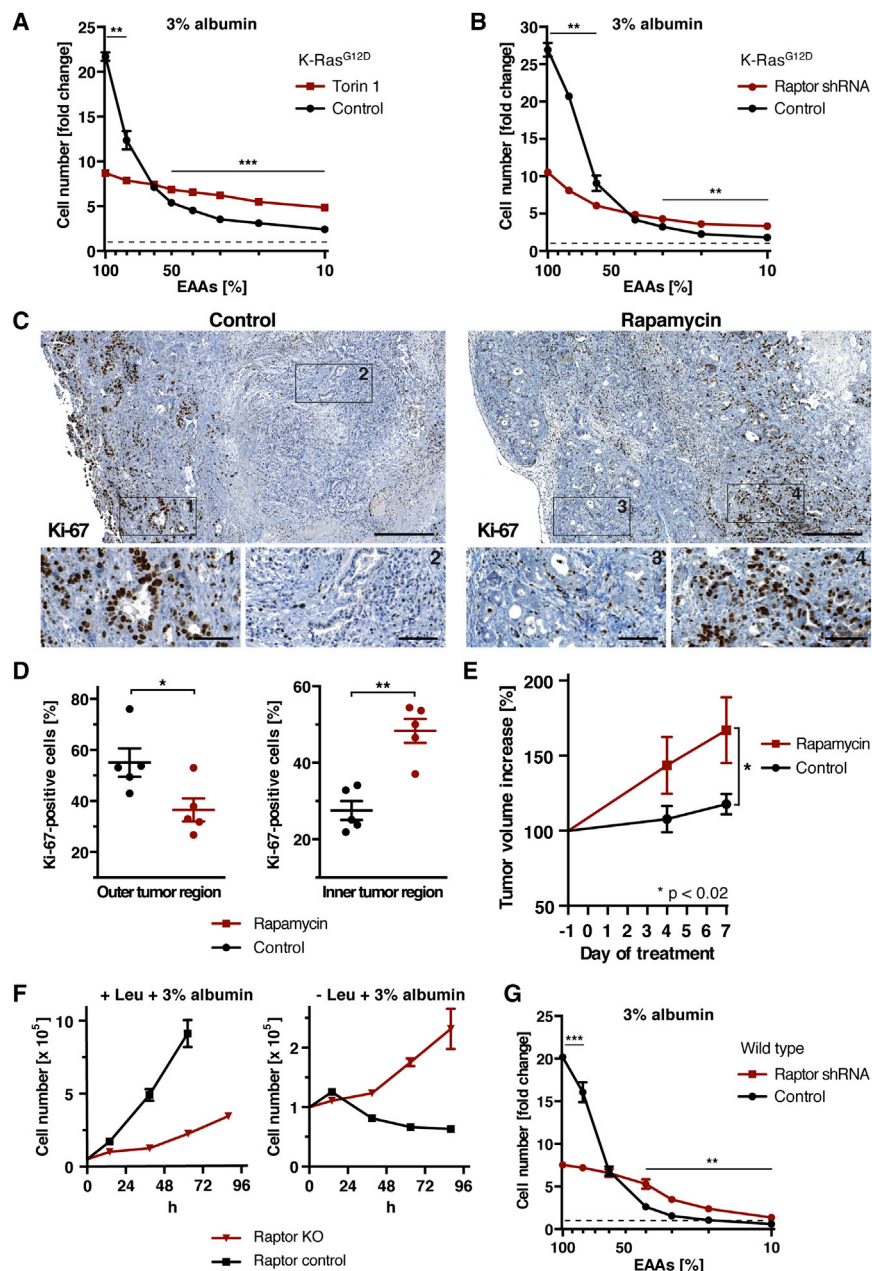 A
3% albumin
Cell number [fold change]
25
20
15
10
5
0
**
***
K-RasG12D
Torin 1
Control
100
50
10
EAAs [%]
B
3% albumin
Cell number [fold change]
30
25
20
15
10
5
0
**
**
K-RasG12D
Raptor shRNA
Control
100
50
10
EAAs [%]
C
Control
Rapamycin
2
1
Ki-67
3
4
Ki-67
1
2
3
4
D
Ki-67-positive cells [%]
80
60
40
20
*
Outer tumor region
Ki-67-positive cells [%]
60
40
20
**
Inner tumor region
Rapamycin
Control
E
Tumor volume increase [%]
200
150
100
50
Rapamycin
Control
*
* p < 0.02
-1 0 1 2 3 4 5 6 7
Day of treatment
F
+ Leu + 3% albumin
Cell number [x 10^5]
10
5
0
0 24 48 72 96
h
- Leu + 3% albumin
Cell number [x 10^5]
2
1
0
0 24 48 72 96
h
Raptor KO
Raptor control
G
3% albumin
Cell number [fold change]
25
20
15
10
5
0
***
**
Wild type
Raptor shRNA
Control
100
50
10
EAAs [%]